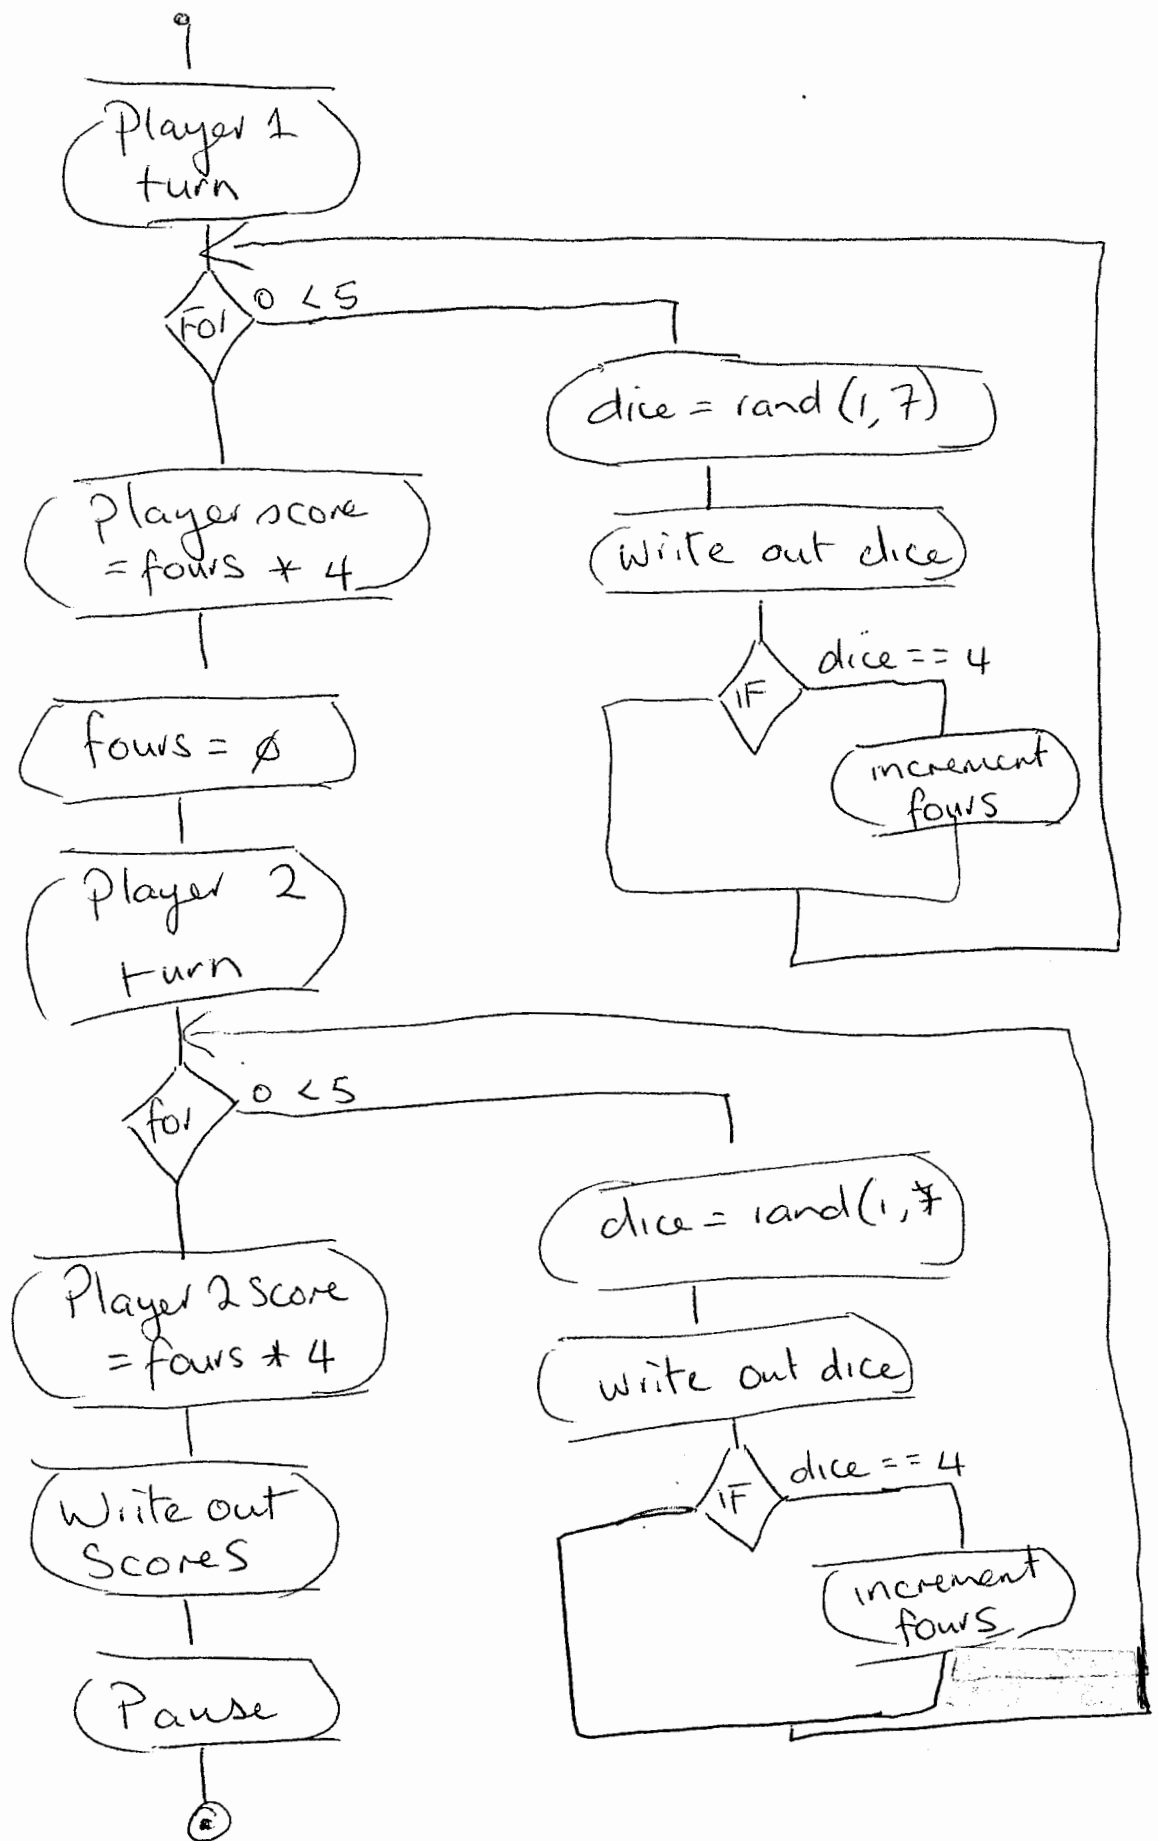 Player 1
turn
For
0 < 5
dice = rand (1, 7)
Write out dice
IF
dice == 4
increment
fours
Player score
= fours * 4
fours = ∅
Player 2
turn
for
0 < 5
dice = rand(1, 7
Write out dice
IF
dice == 4
increment
fours
Player 2 Score
= fours * 4
Write out
Scores
Pause